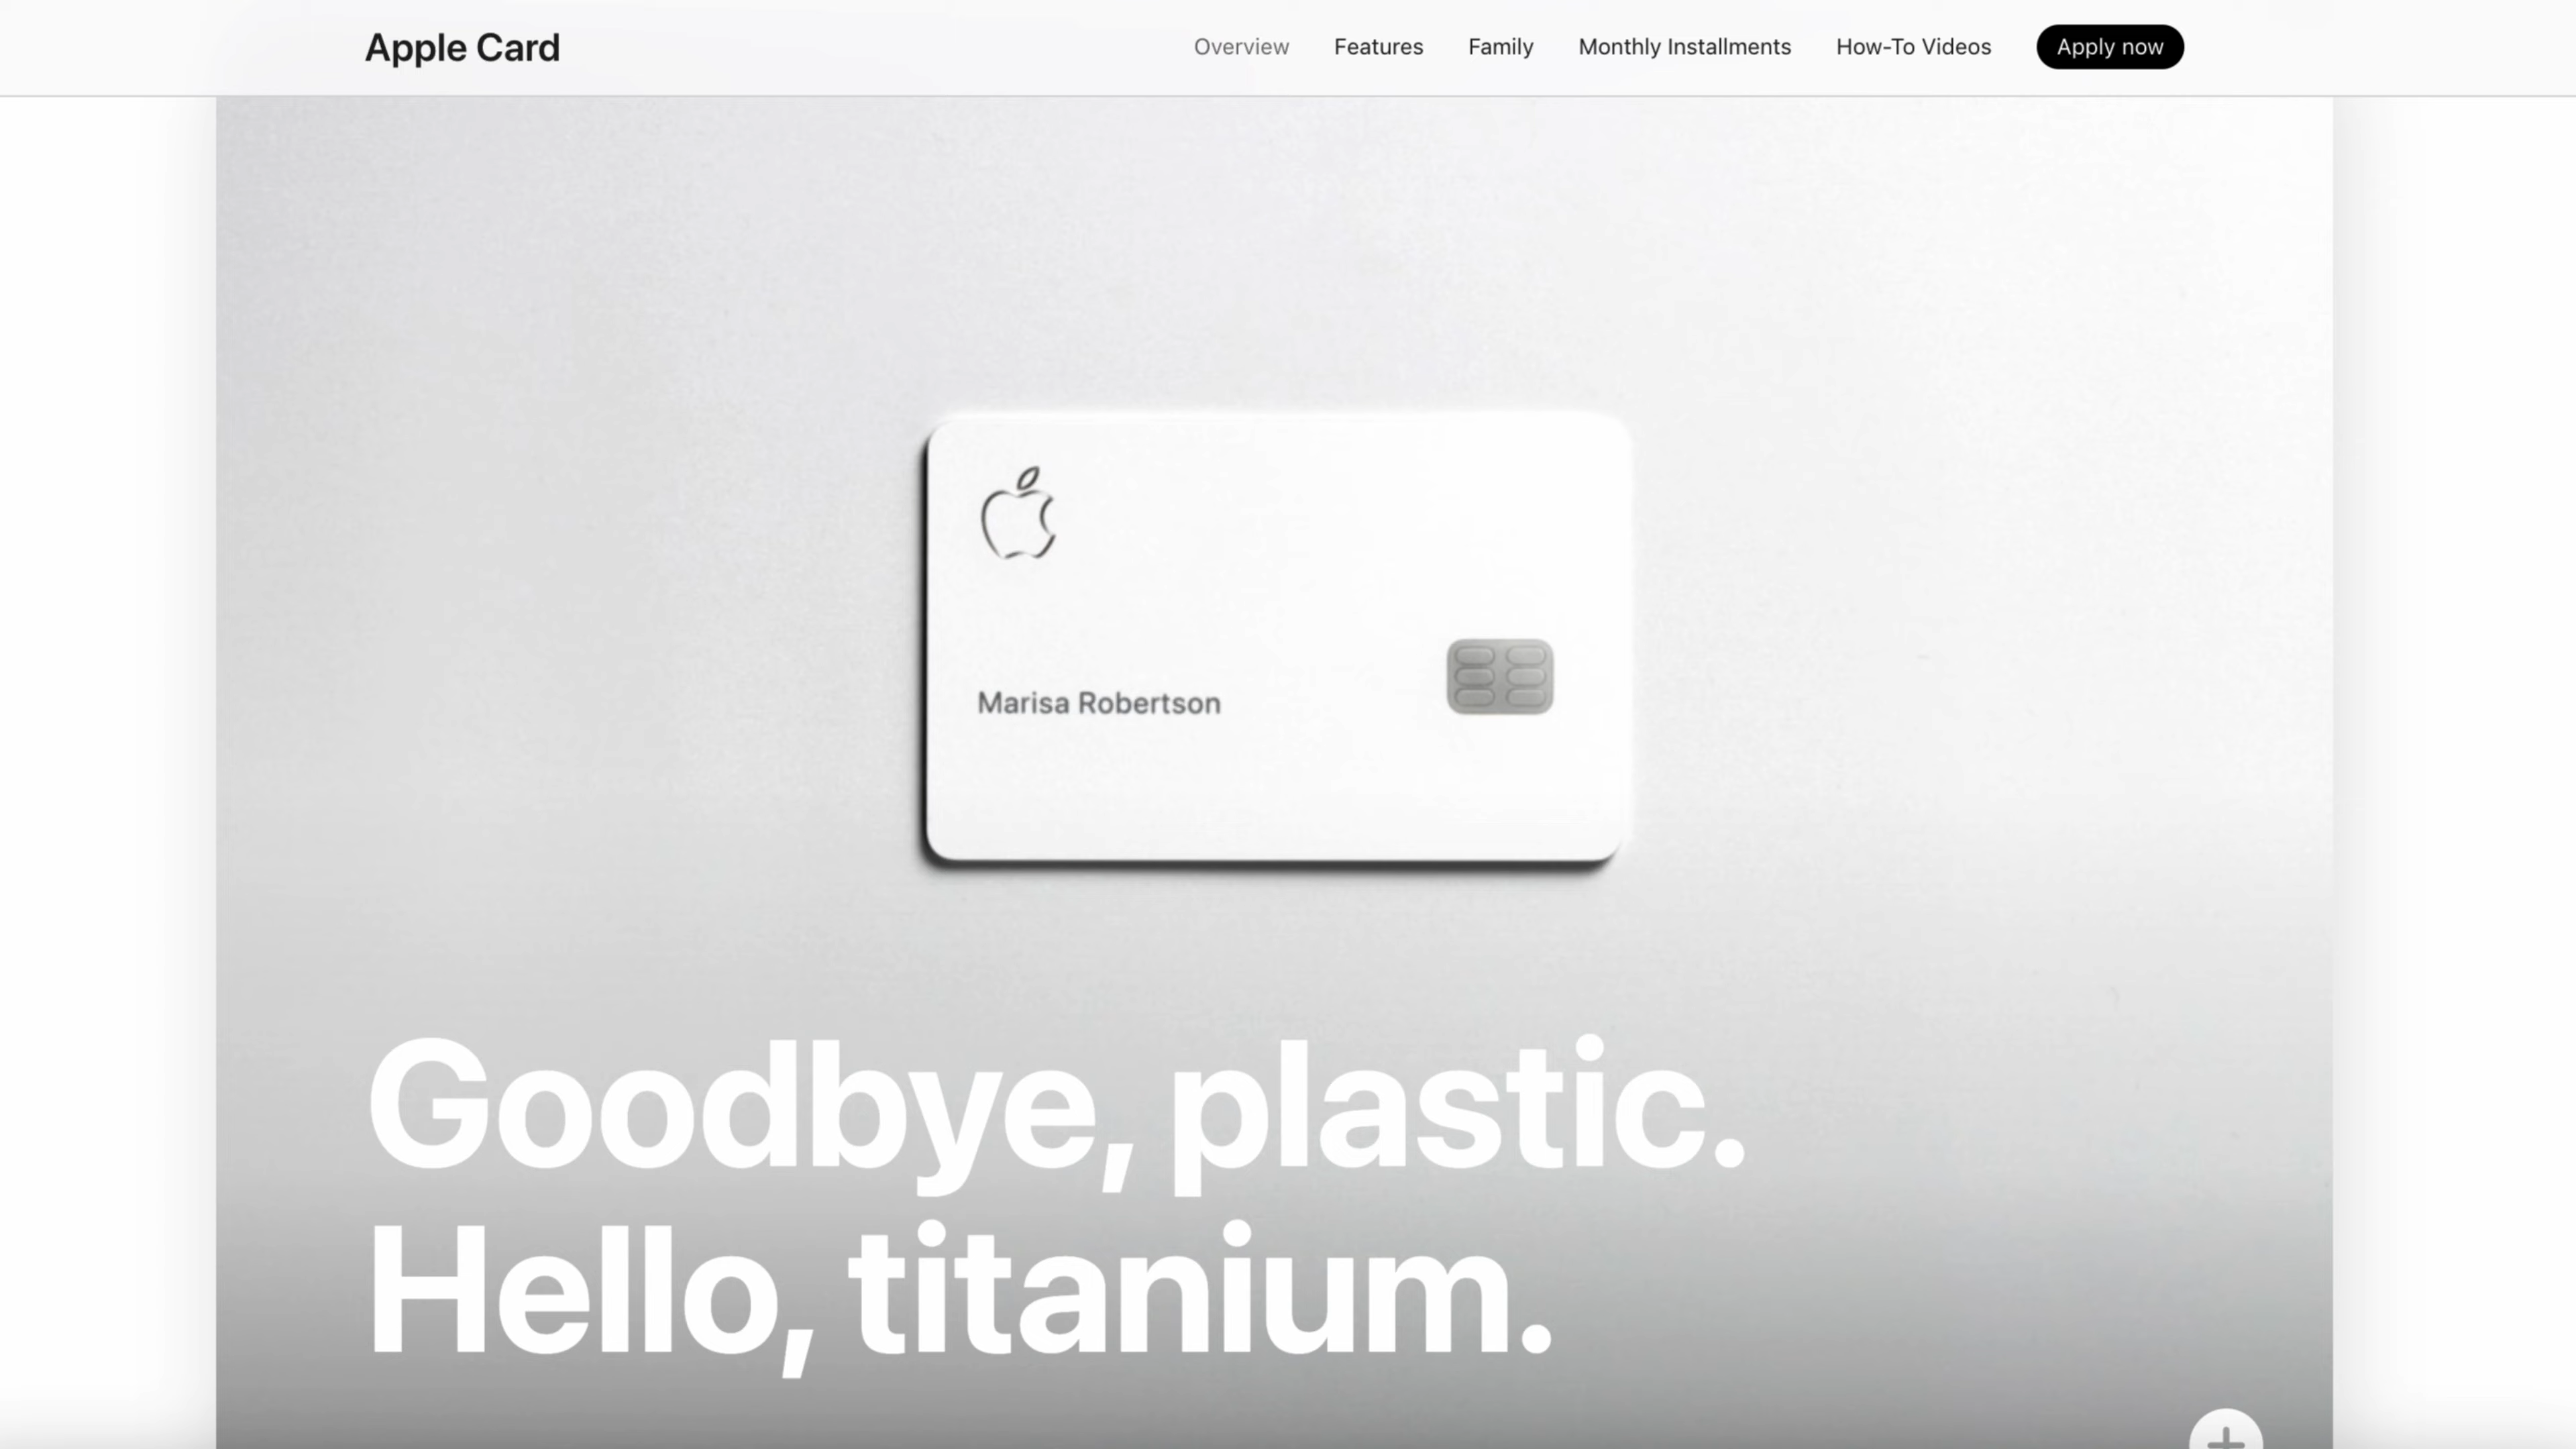 Apple Card
Overview Features Family Monthly Installments How-To Videos Apply now
Marisa Robertson
Goodbye, plastic.
Hello, titanium.